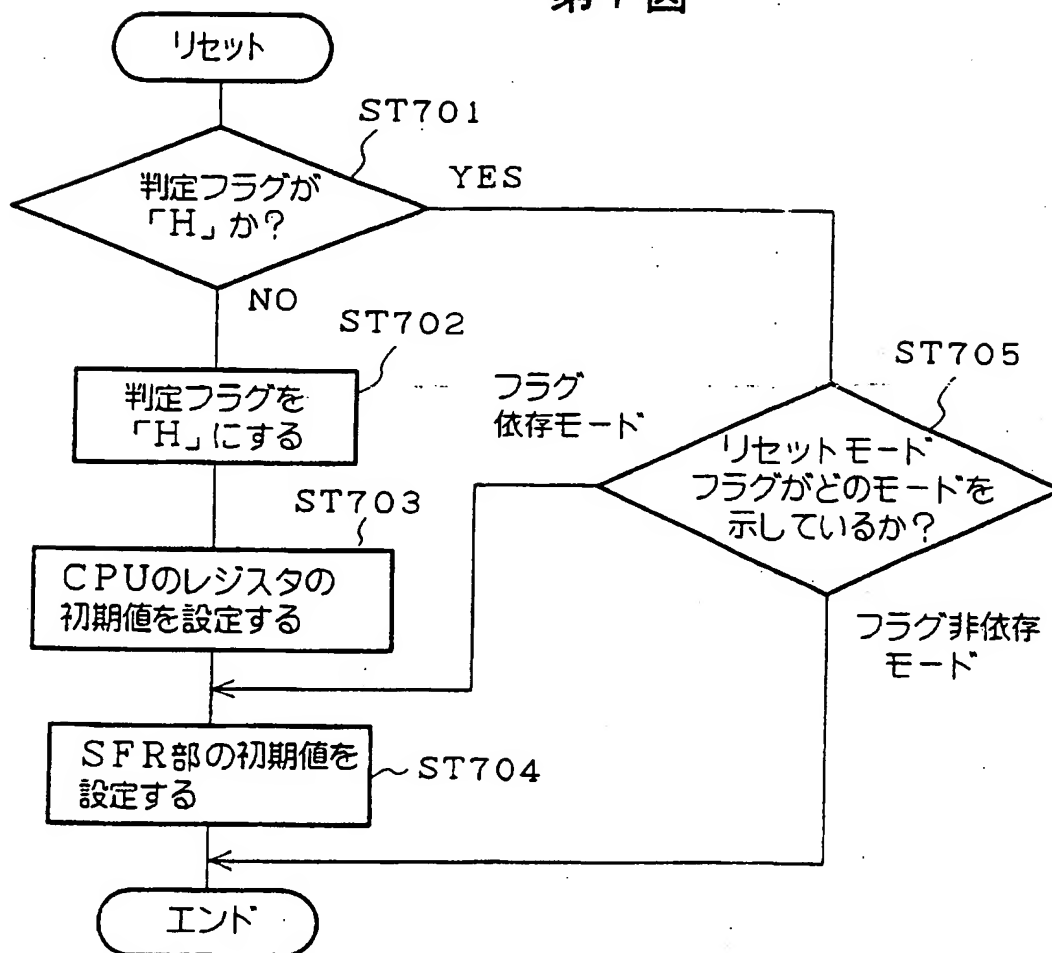 リセット
ST701
判定フラグが
「H」か?
YES
NO
ST702
判定フラグを
「H」にする
フラグ
依存モード
ST705
リセットモード
フラグがどのモードを
示しているか?
ST703
CPUのレジスタの
初期値を設定する
フラグ非依存
モード
SFR部の初期値を
設定する
ST704
エンド